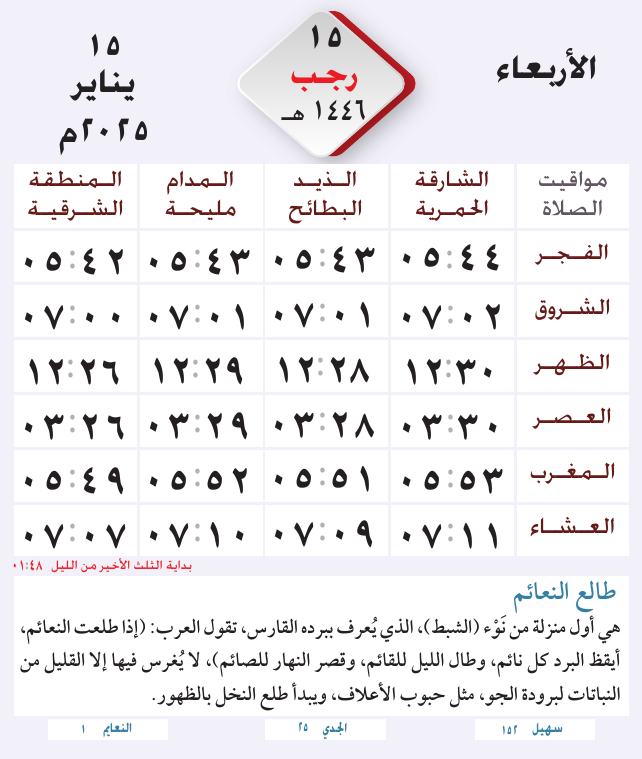 الأربعاء
١٥
رجب
١٤٤٦ هـ
١٥
يناير
٢٠٢٥م
مواقيت الصلاة | الشارقة الحمرية | الذيد البطائح | المدام مليحة | المنطقة الشرقية
الفجر ٠٥:٤٤ ٠٥:٤٣ ٠٥:٤٣ ٠٥:٤٢
الشروق ٠٧:٠٢ ٠٧:٠١ ٠٧:٠١ ٠٧:٠٠
الظهر ١٢:٣٠ ١٢:٢٨ ١٢:٢٩ ١٢:٢٦
العصر ٠٣:٣٠ ٠٣:٢٨ ٠٣:٢٩ ٠٣:٢٦
المغرب ٠٥:٥٣ ٠٥:٥١ ٠٥:٥٢ ٠٥:٤٩
العشاء ٠٧:١١ ٠٧:٠٩ ٠٧:١٠ ٠٧:٠٧
بداية الثلث الأخير من الليل ٠١:٤٨
طالع النعائم
هي أول منزلة من نَوْء (الشبط)، الذي يُعرف ببرده القارس، تقول العرب: (إذا طلعت النعائم،
أيقظ البرد كل نائم، وطال الليل للقائم، وقصر النهار للصائم)، لا يُغرس فيها إلا القليل من
النباتات لبرودة الجو، مثل حبوب الأعلاف، ويبدأ طلع النخل بالظهور.
سهيل ١٥٢
الجدي ٢٥
النعايم ١